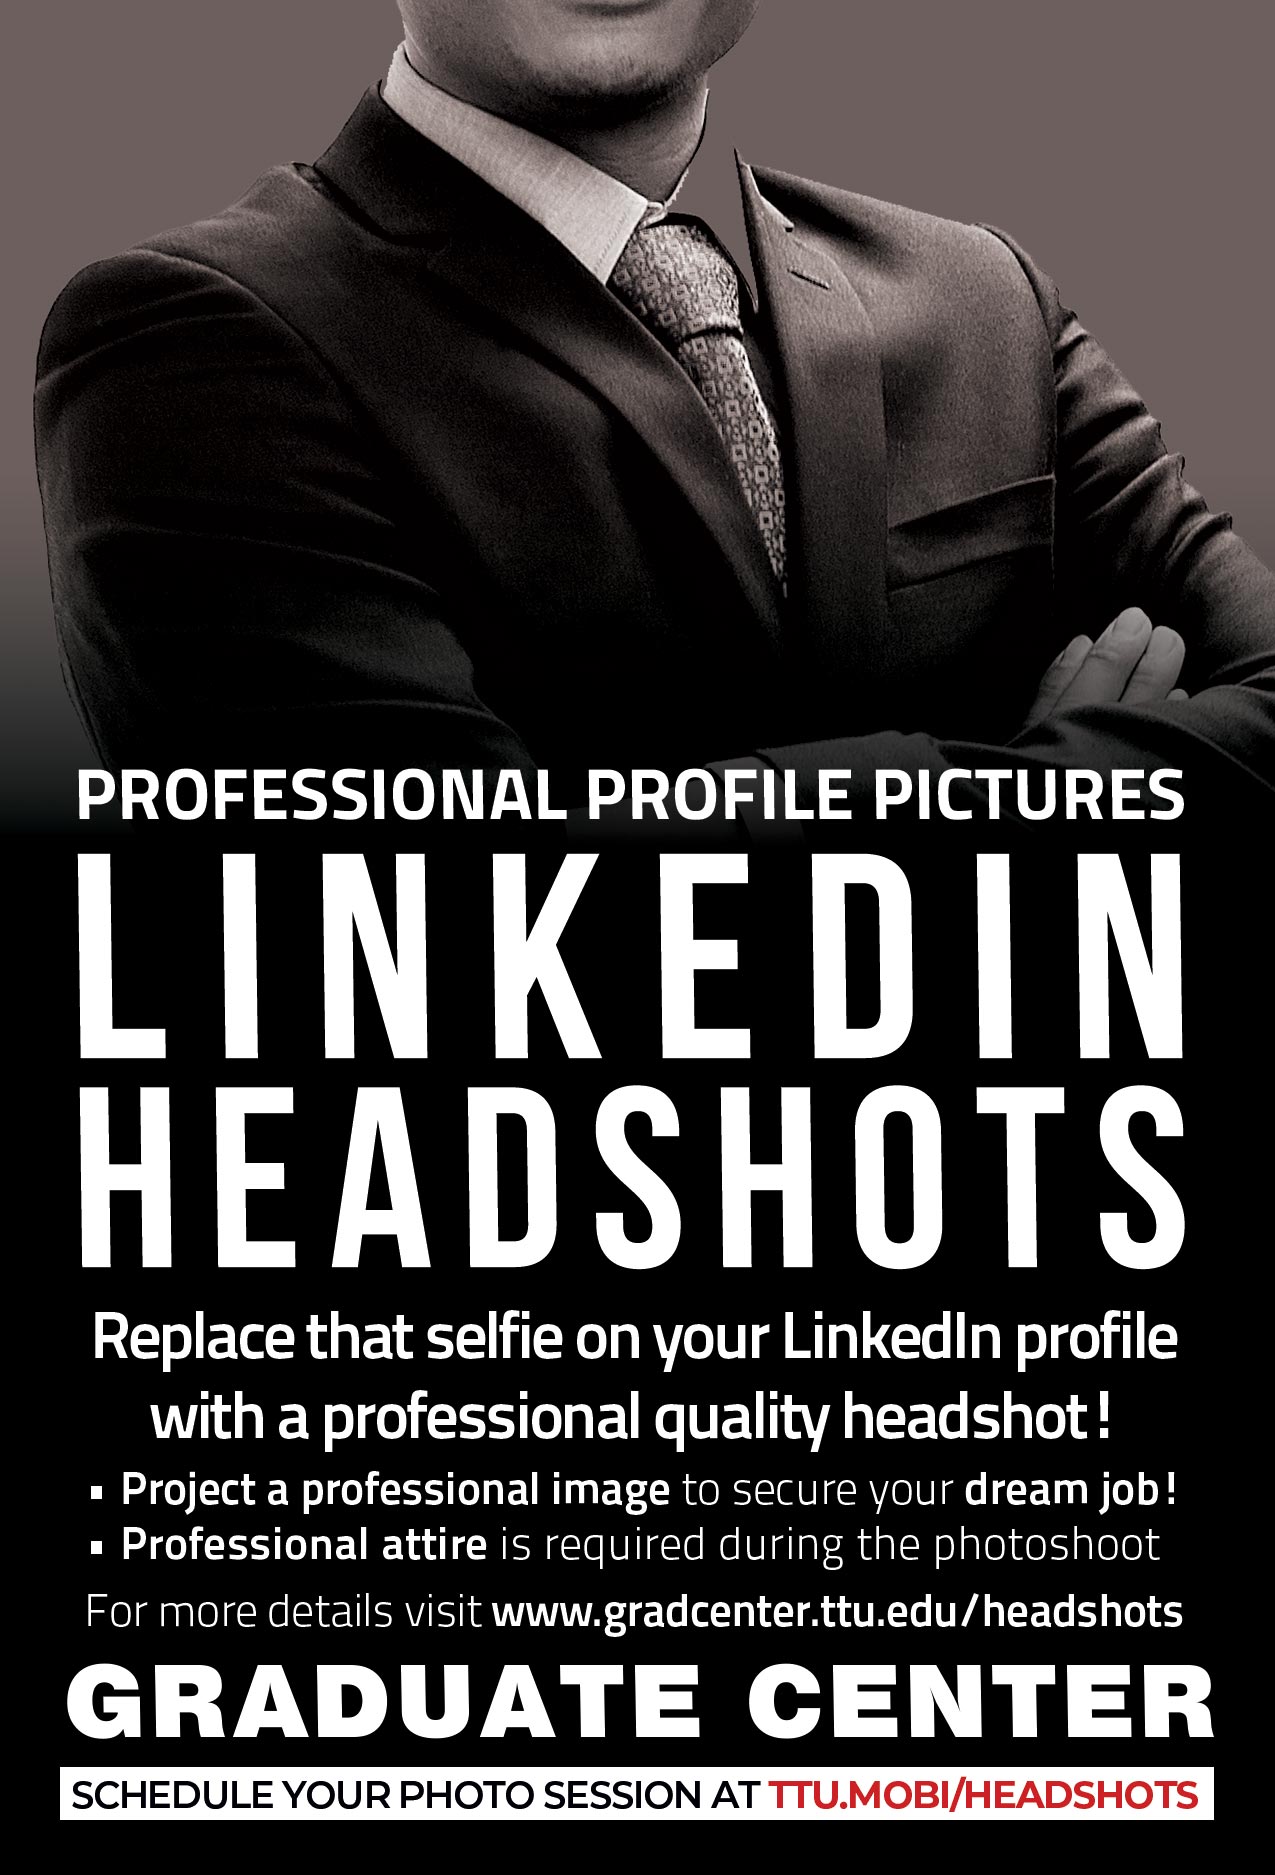 PROFESSIONAL PROFILE PICTURES
LINKEDIN
HEADSHOTS
Replace that selfie on your LinkedIn profile
with a professional quality headshot!
▪ Project a professional image to secure your dream job!
▪ Professional attire is required during the photoshoot
For more details visit www.gradcenter.ttu.edu/headshots
GRADUATE CENTER
SCHEDULE YOUR PHOTO SESSION AT TTU.MOBI/HEADSHOTS